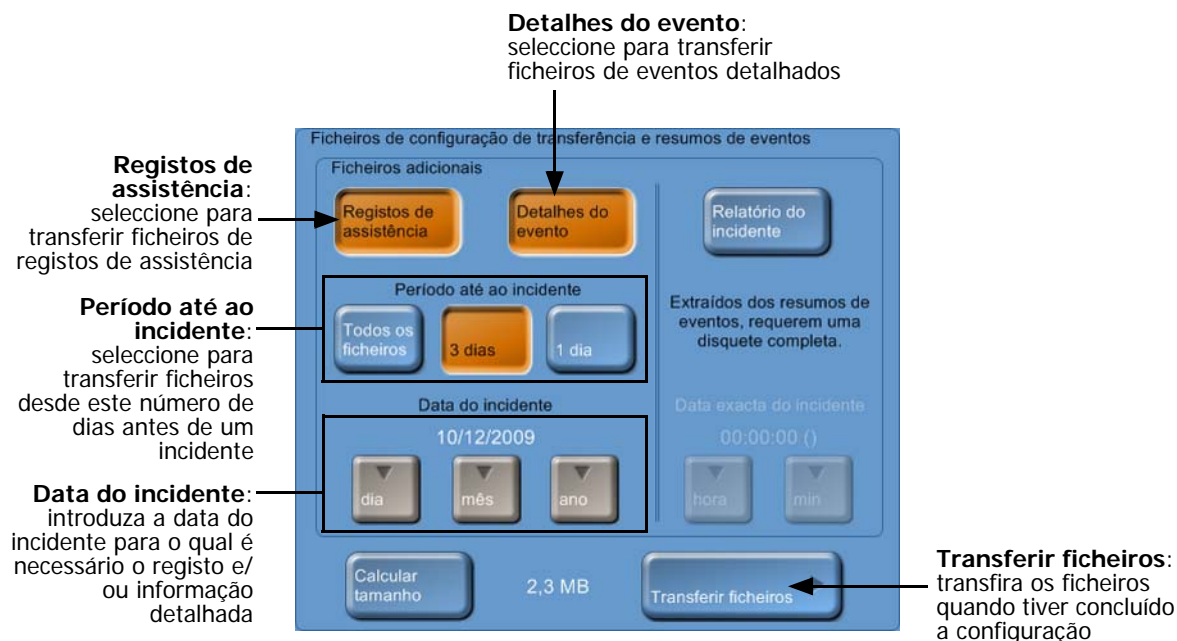 Detalhes do evento:
seleccione para transferir
ficheiros de eventos detalhados
Registos de
assistência:
seleccione para
transferir ficheiros de
registos de assistência
Período até ao
incidente:
seleccione para
transferir ficheiros
desde este número de
dias antes de um
incidente
Data do incidente:
introduza a data do
incidente para o qual é
necessário o registo e/
ou informação
detalhada
Ficheiros de configuração de transferência e resumos de eventos
Ficheiros adicionais
Registos de
assistência
Detalhes do
evento
Relatório do
incidente
Período até ao incidente
Todos os
ficheiros
3 dias
1 dia
Extraídos dos resumos de
eventos, requerem uma
disquete completa.
Data do incidente
10/12/2009
dia
mês
ano
Data exacta do incidente
00:00:00 ()
hora
min
Calcular
tamanho
2,3 MB
Transferir ficheiros
Transferir ficheiros:
transfira os ficheiros
quando tiver concluído
a configuração